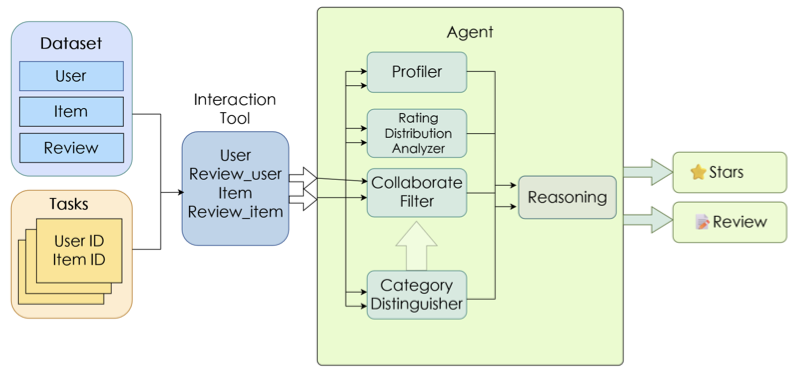 Dataset
User
Item
Review
Tasks
User ID
Item ID
Interaction
Tool
User
Review_user
Item
Review_item
Agent
Profiler
Rating
Distribution
Analyzer
Collaborate
Filter
Category
Distinguisher
Reasoning
Stars
Review